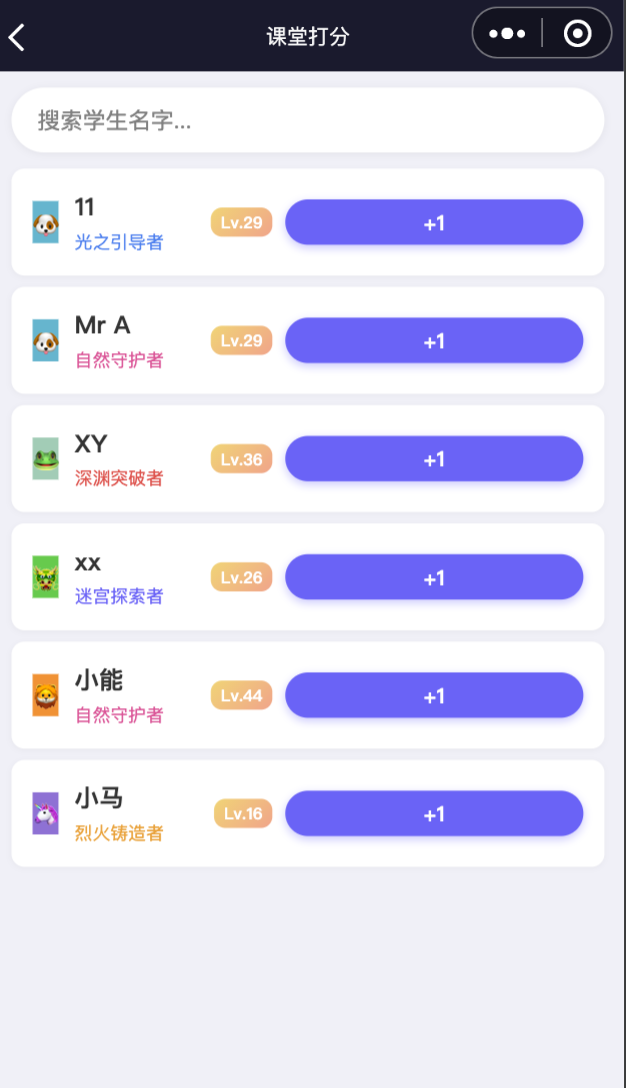 课堂打分
搜索学生名字...
11
光之引导者
Lv.29
+1
Mr A
自然守护者
Lv.29
+1
XY
深渊突破者
Lv.36
+1
xx
迷宫探索者
Lv.26
+1
小能
自然守护者
Lv.44
+1
小马
烈火铸造者
Lv.16
+1